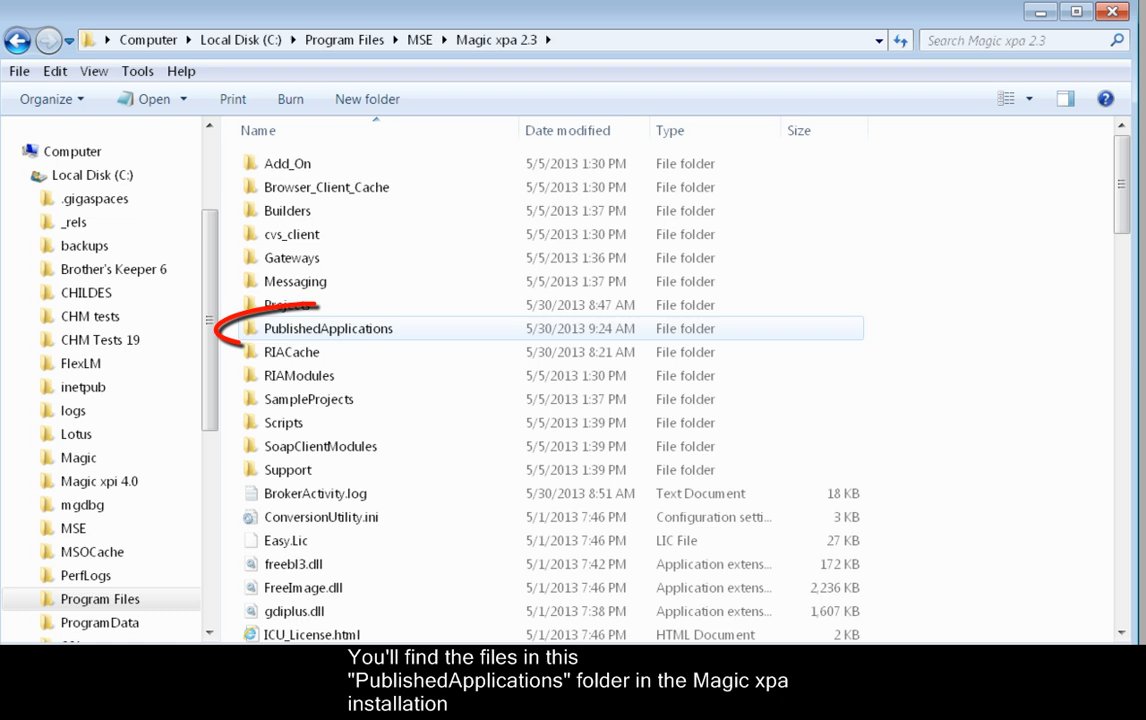 Computer Local Disk (C:) Program Files MSE Magic xpa 2.3 Search Magic xpa 2.3
File Edit View Tools Help
Organize Open Print Burn New folder
Name Date modified Type Size
Computer
Local Disk (C:)
.gigaspaces
_rels
backups
Brother's Keeper 6
CHILDES
CHM tests
CHM Tests 19
FlexLM
inetpub
logs
Lotus
Magic
Magic xpi 4.0
mgdbg
MSE
MSOCache
PerfLogs
Program Files
ProgramData
Add_On 5/5/2013 1:30 PM File folder
Browser_Client_Cache 5/5/2013 1:30 PM File folder
Builders 5/5/2013 1:37 PM File folder
cvs_client 5/5/2013 1:30 PM File folder
Gateways 5/5/2013 1:36 PM File folder
Messaging 5/5/2013 1:37 PM File folder
Projects 5/30/2013 8:47 AM File folder
PublishedApplications 5/30/2013 9:24 AM File folder
RIACache 5/30/2013 8:21 AM File folder
RIAModules 5/5/2013 1:30 PM File folder
SampleProjects 5/5/2013 1:37 PM File folder
Scripts 5/5/2013 1:39 PM File folder
SoapClientModules 5/5/2013 1:39 PM File folder
Support 5/5/2013 1:39 PM File folder
BrokerActivity.log 5/30/2013 8:51 AM Text Document 18 KB
ConversionUtility.ini 5/1/2013 7:46 PM Configuration setti... 3 KB
Easy.Lic 5/1/2013 7:46 PM LIC File 27 KB
freebl3.dll 5/1/2013 7:42 PM Application extens... 172 KB
FreeImage.dll 5/1/2013 7:46 PM Application extens... 2,236 KB
gdiplus.dll 5/1/2013 7:38 PM Application extens... 1,607 KB
ICU_License.html 5/1/2013 7:46 PM HTML Document 2 KB
You'll find the files in this
"PublishedApplications" folder in the Magic xpa
installation